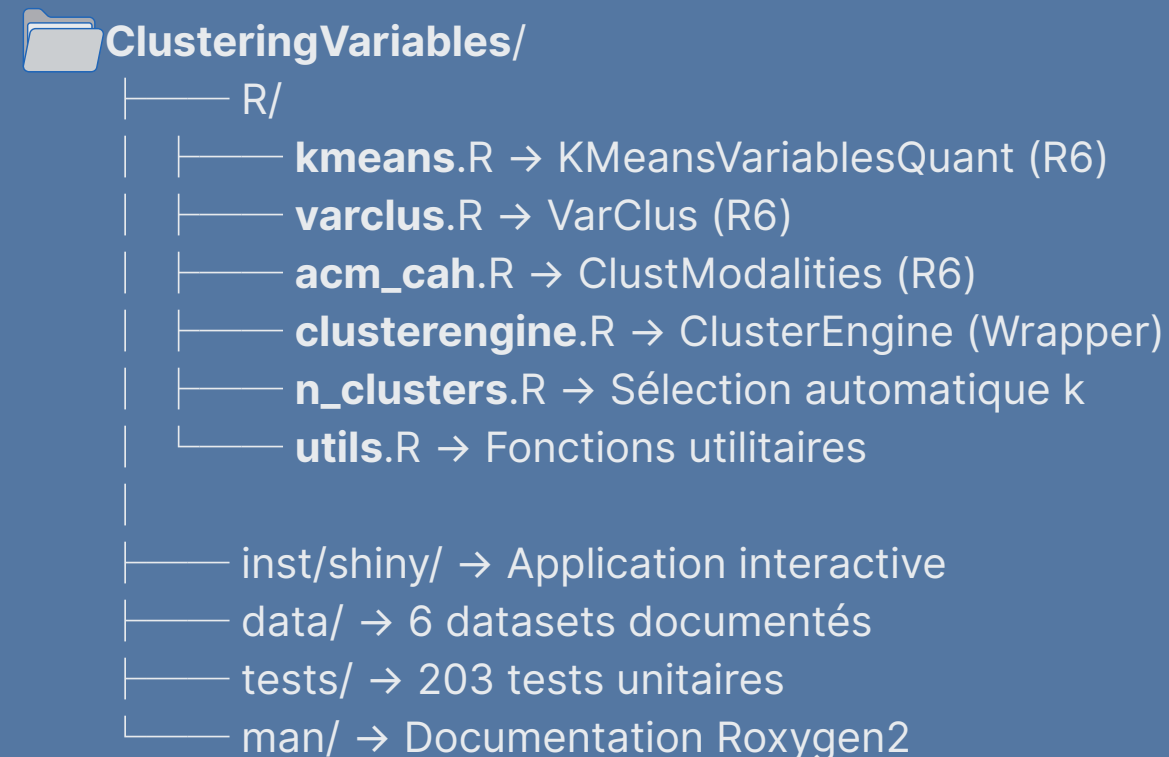 ClusteringVariables/
├── R/
│ ├── kmeans.R → KMeansVariablesQuant (R6)
│ ├── varclus.R → VarClus (R6)
│ ├── acm_cah.R → ClustModalities (R6)
│ ├── clusterengine.R → ClusterEngine (Wrapper)
│ ├── n_clusters.R → Sélection automatique k
│ └── utils.R → Fonctions utilitaires
│
├── inst/shiny/ → Application interactive
├── data/ → 6 datasets documentés
├── tests/ → 203 tests unitaires
└── man/ → Documentation Roxygen2